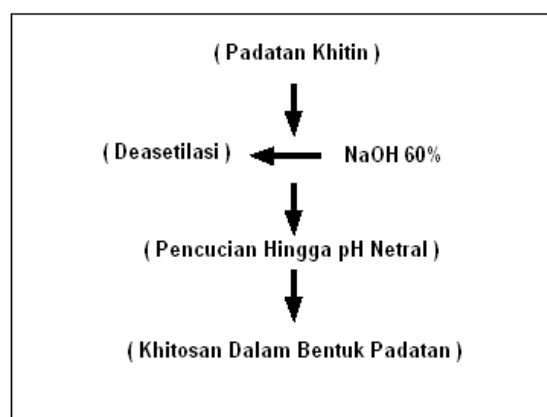 ( Padatan Khitin )
( Deasetilasi ) NaOH 60%
( Pencucian Hingga pH Netral )
( Khitosan Dalam Bentuk Padatan )